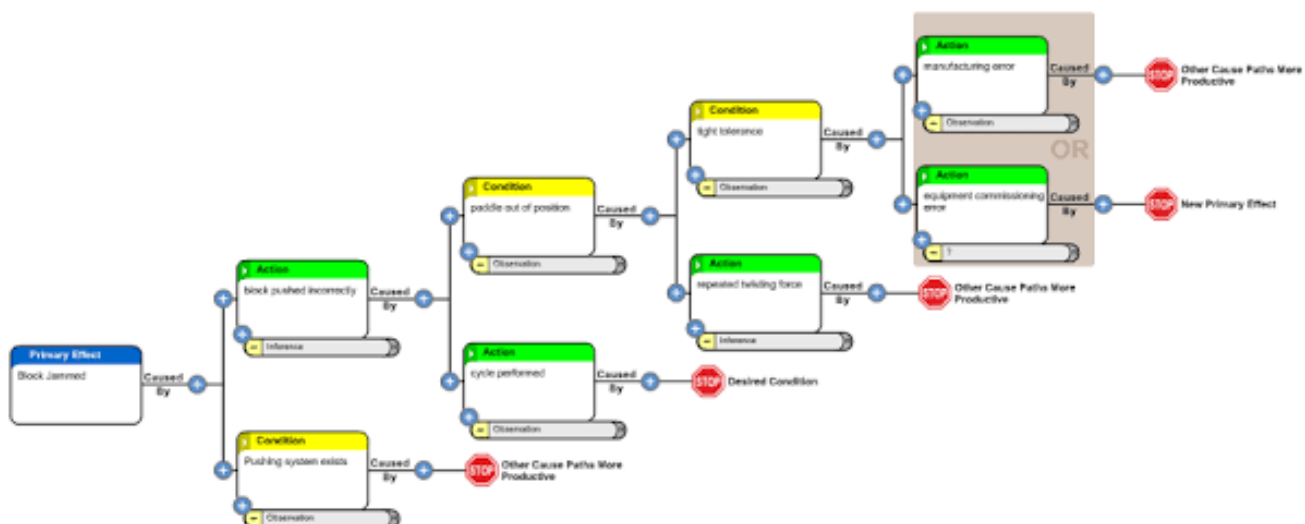 Action
manufacturing error
Caused
By
Observation
STOP
Other Cause Paths More
Productive
OR
Action
equipment commissioning
error
Caused
By
?
STOP
New Primary Effect
Condition
tight tolerance
Caused
By
Observation
Action
repeated twisting force
Caused
By
Inference
STOP
Other Cause Paths More
Productive
Condition
paddle out of position
Caused
By
Observation
Action
cycle performed
Caused
By
Observation
STOP
Desired Condition
Action
block pushed incorrectly
Caused
By
Inference
Primary Effect
Block Jammed
Caused
By
Condition
Pushing system exists
Caused
By
Observation
STOP
Other Cause Paths More
Productive